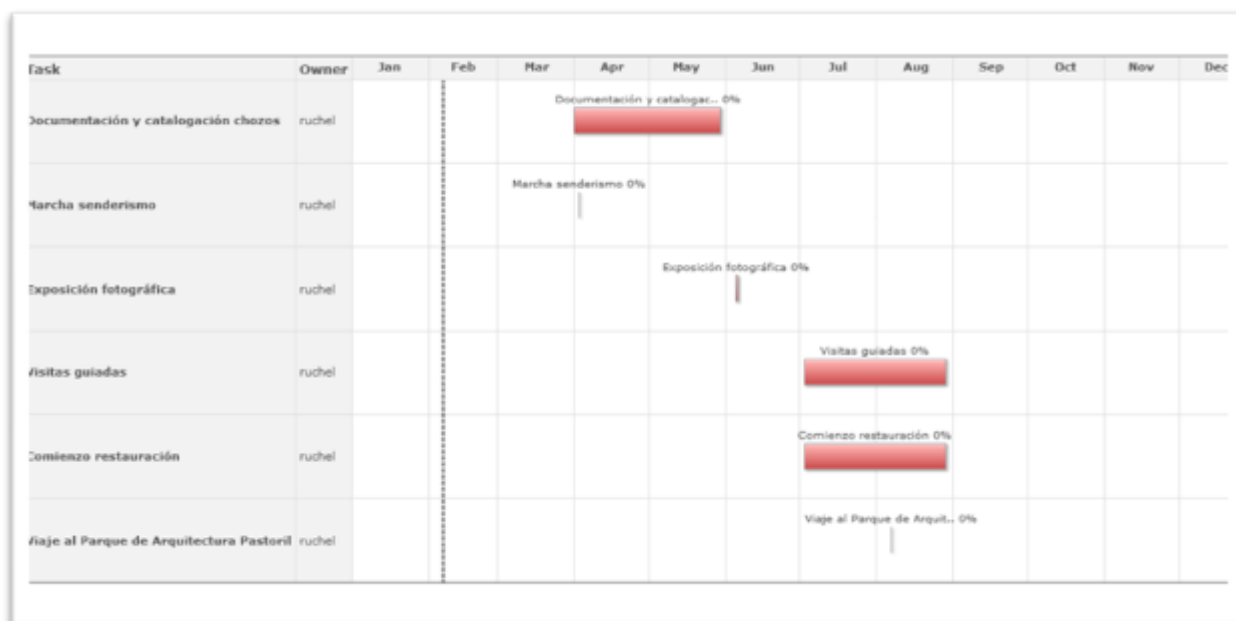 Task Owner Jan Feb Mar Apr May Jun Jul Aug Sep Oct Nov Dec
Documentación y catalogac.. 0%
Documentación y catalogación chozos ruchel
Marcha senderismo 0%
Marcha senderismo ruchel
Exposición fotográfica 0%
Exposición fotográfica ruchel
Visitas guiadas 0%
Visitas guiadas ruchel
Comienzo restauración 0%
Comienzo restauración ruchel
Viaje al Parque de Arquit.. 0%
Viaje al Parque de Arquitectura Pastoril ruchel